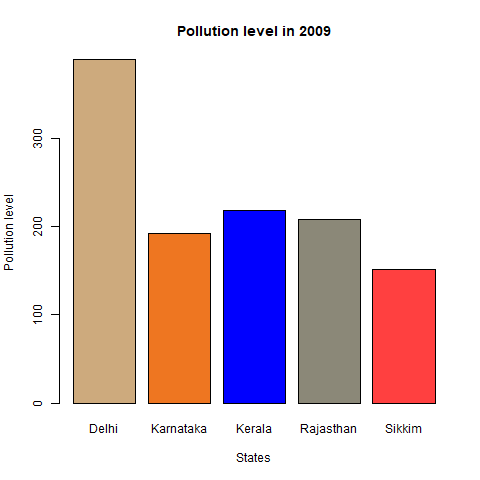 Pollution level in 2009
Pollution level
300
200
100
0
Delhi Karnataka Kerala Rajasthan Sikkim
States